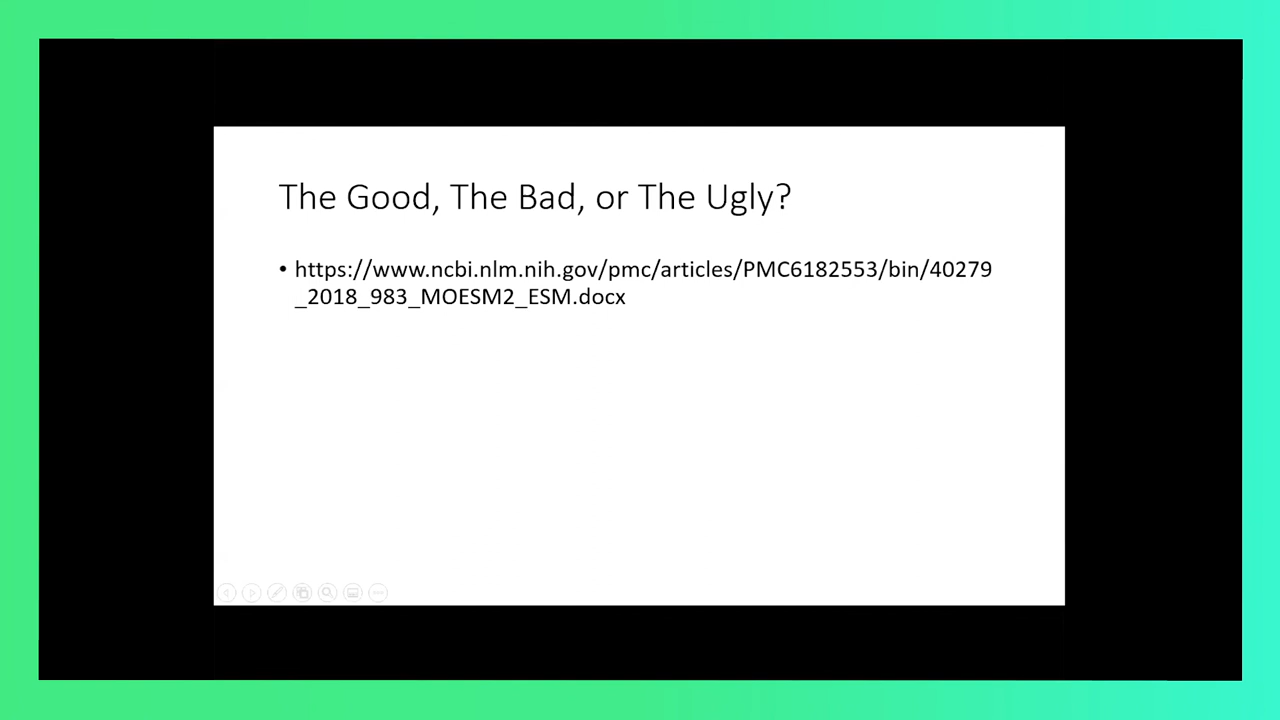 The Good, The Bad, or The Ugly?
• https://www.ncbi.nlm.nih.gov/pmc/articles/PMC6182553/bin/40279
_2018_983_MOESM2_ESM.docx